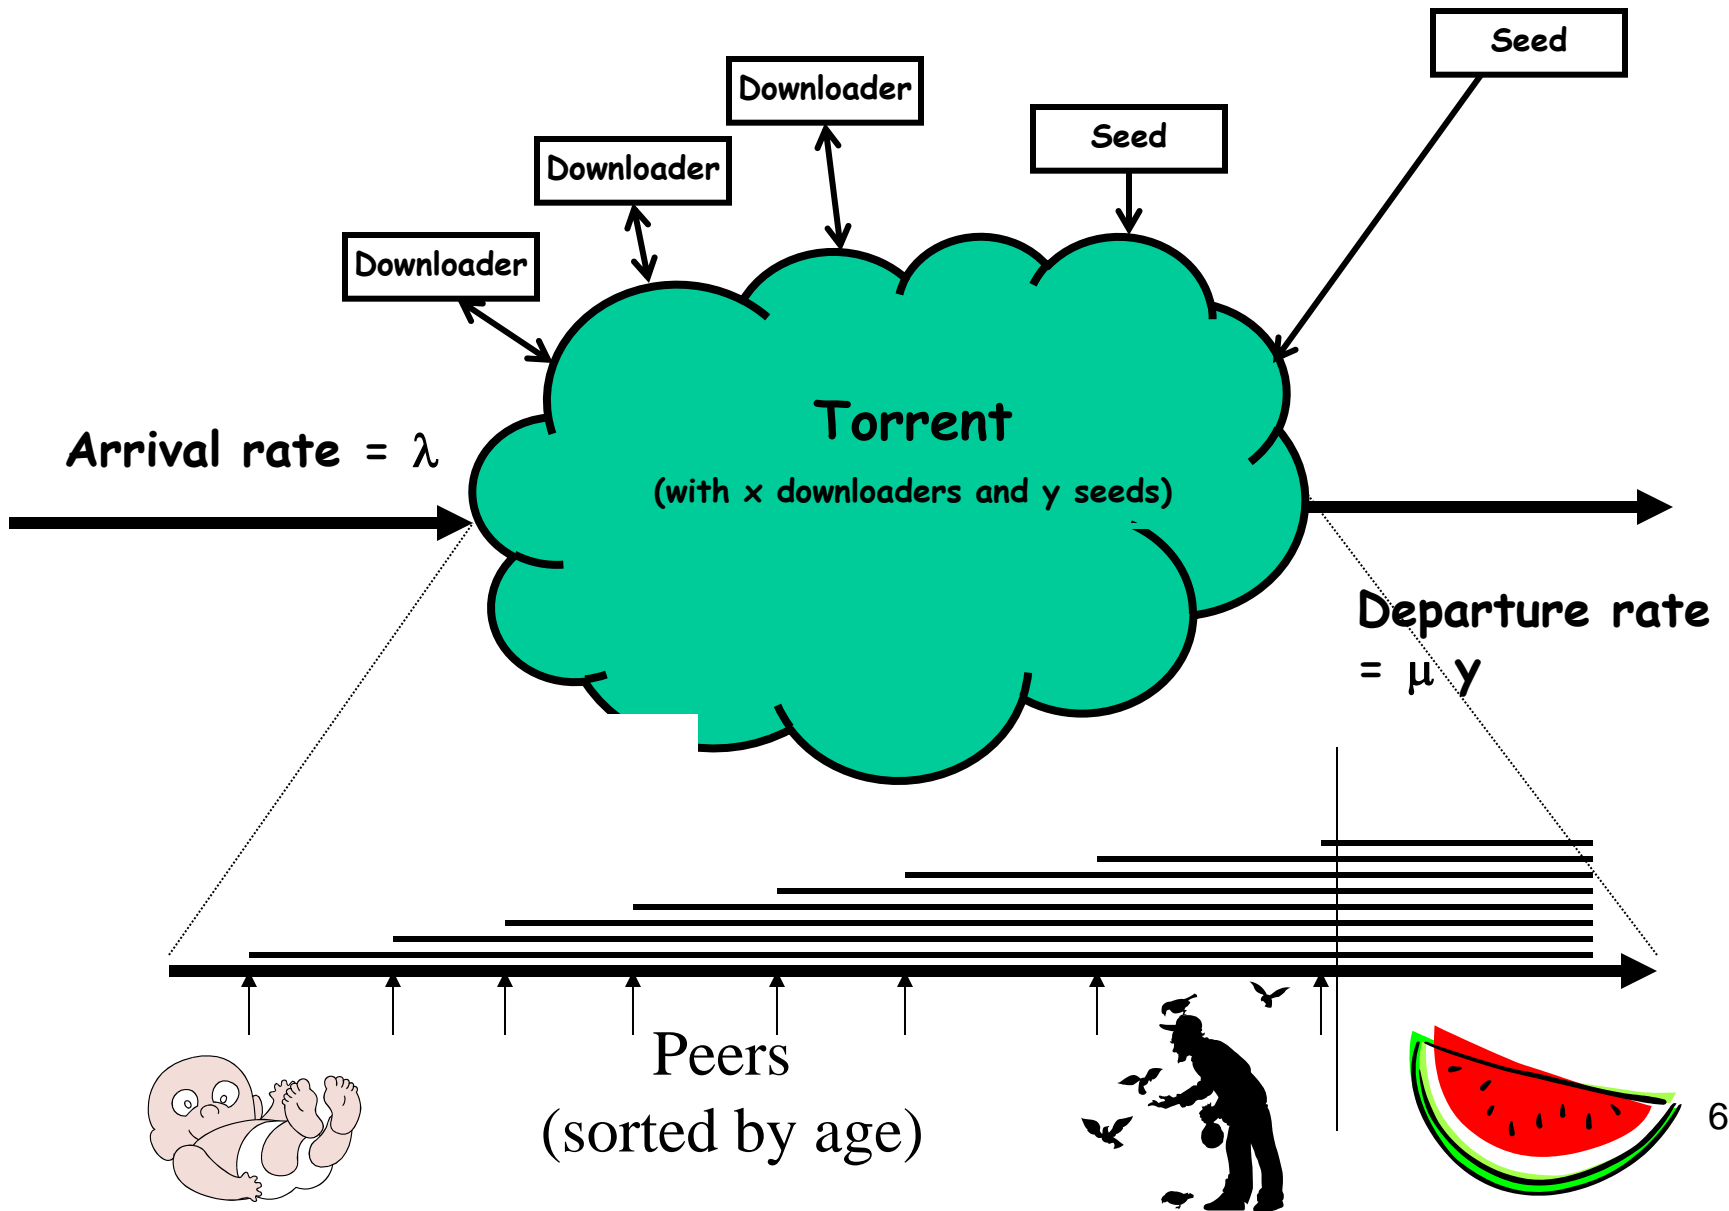 Seed
Downloader
Seed
Downloader
Downloader
Torrent
Arrival rate = λ
(with x downloaders and y seeds)
Departure rate
= μ y
Peers
(sorted by age)
6